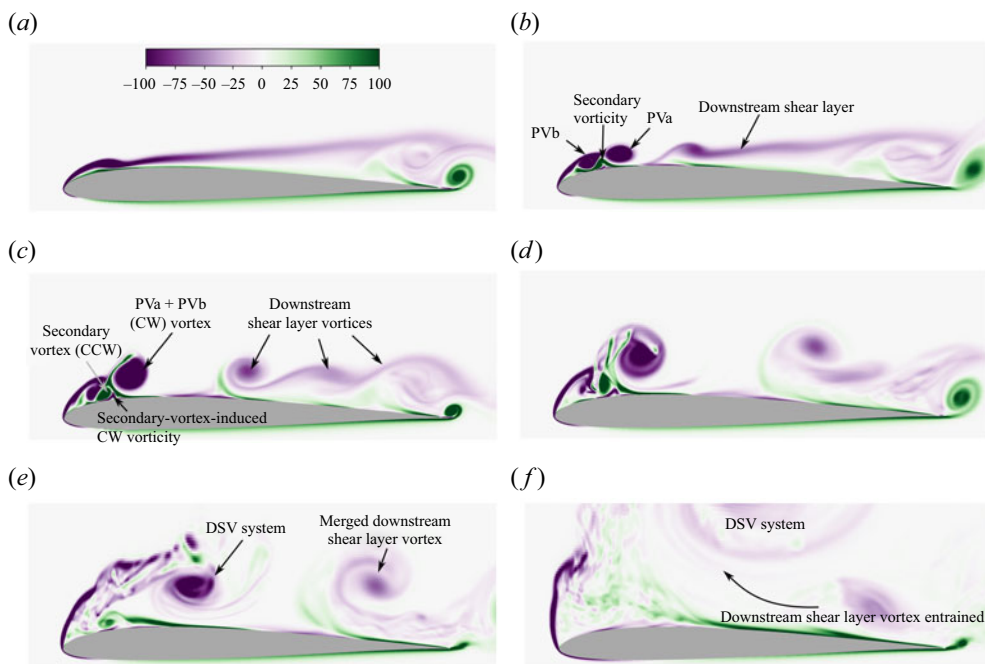 (a)
–100 –75 –50 –25 0 25 50 75 100
(b)
Secondary
vorticity
PVb
PVa
Downstream shear layer
(c)
PVa + PVb
(CW) vortex
Downstream
shear layer vortices
Secondary
vortex (CCW)
Secondary-vortex-induced
CW vorticity
(d)
(e)
DSV system
Merged downstream
shear layer vortex
(f)
DSV system
Downstream shear layer vortex entrained